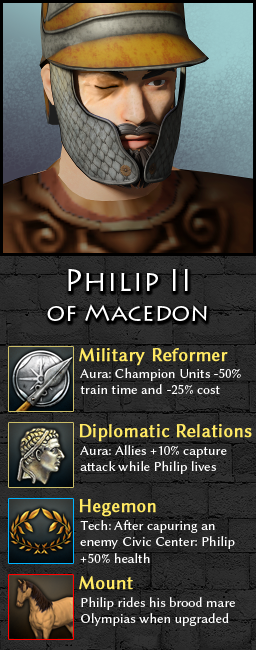 Philip II
of Macedon
Military Reformer
Aura: Champion Units -50%
train time and -25% cost
Diplomatic Relations
Aura: Allies +10% capture
attack while Philip lives
Hegemon
Tech: After capuring an
enemy Civic Center: Philip
+50% health
Mount
Philip rides his brood mare
Olympias when upgraded